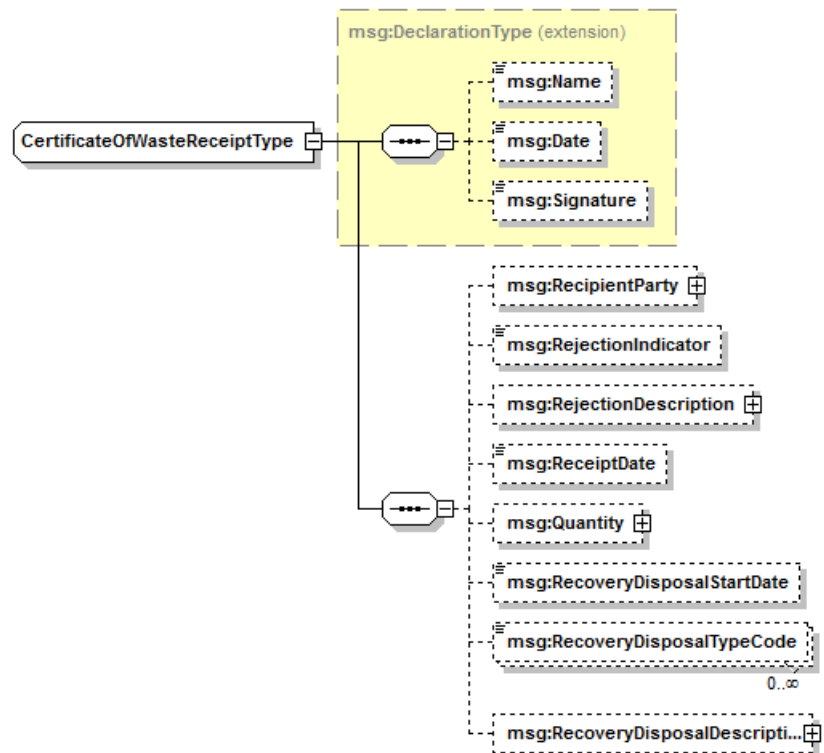 msg:DeclarationType (extension)
msg:Name
CertificateOfWasteReceiptType
msg:Date
msg:Signature
msg:RecipientParty
msg:RejectionIndicator
msg:RejectionDescription
msg:ReceiptDate
msg:Quantity
msg:RecoveryDisposalStartDate
msg:RecoveryDisposalTypeCode
0..∞
msg:RecoveryDisposalDescripti...